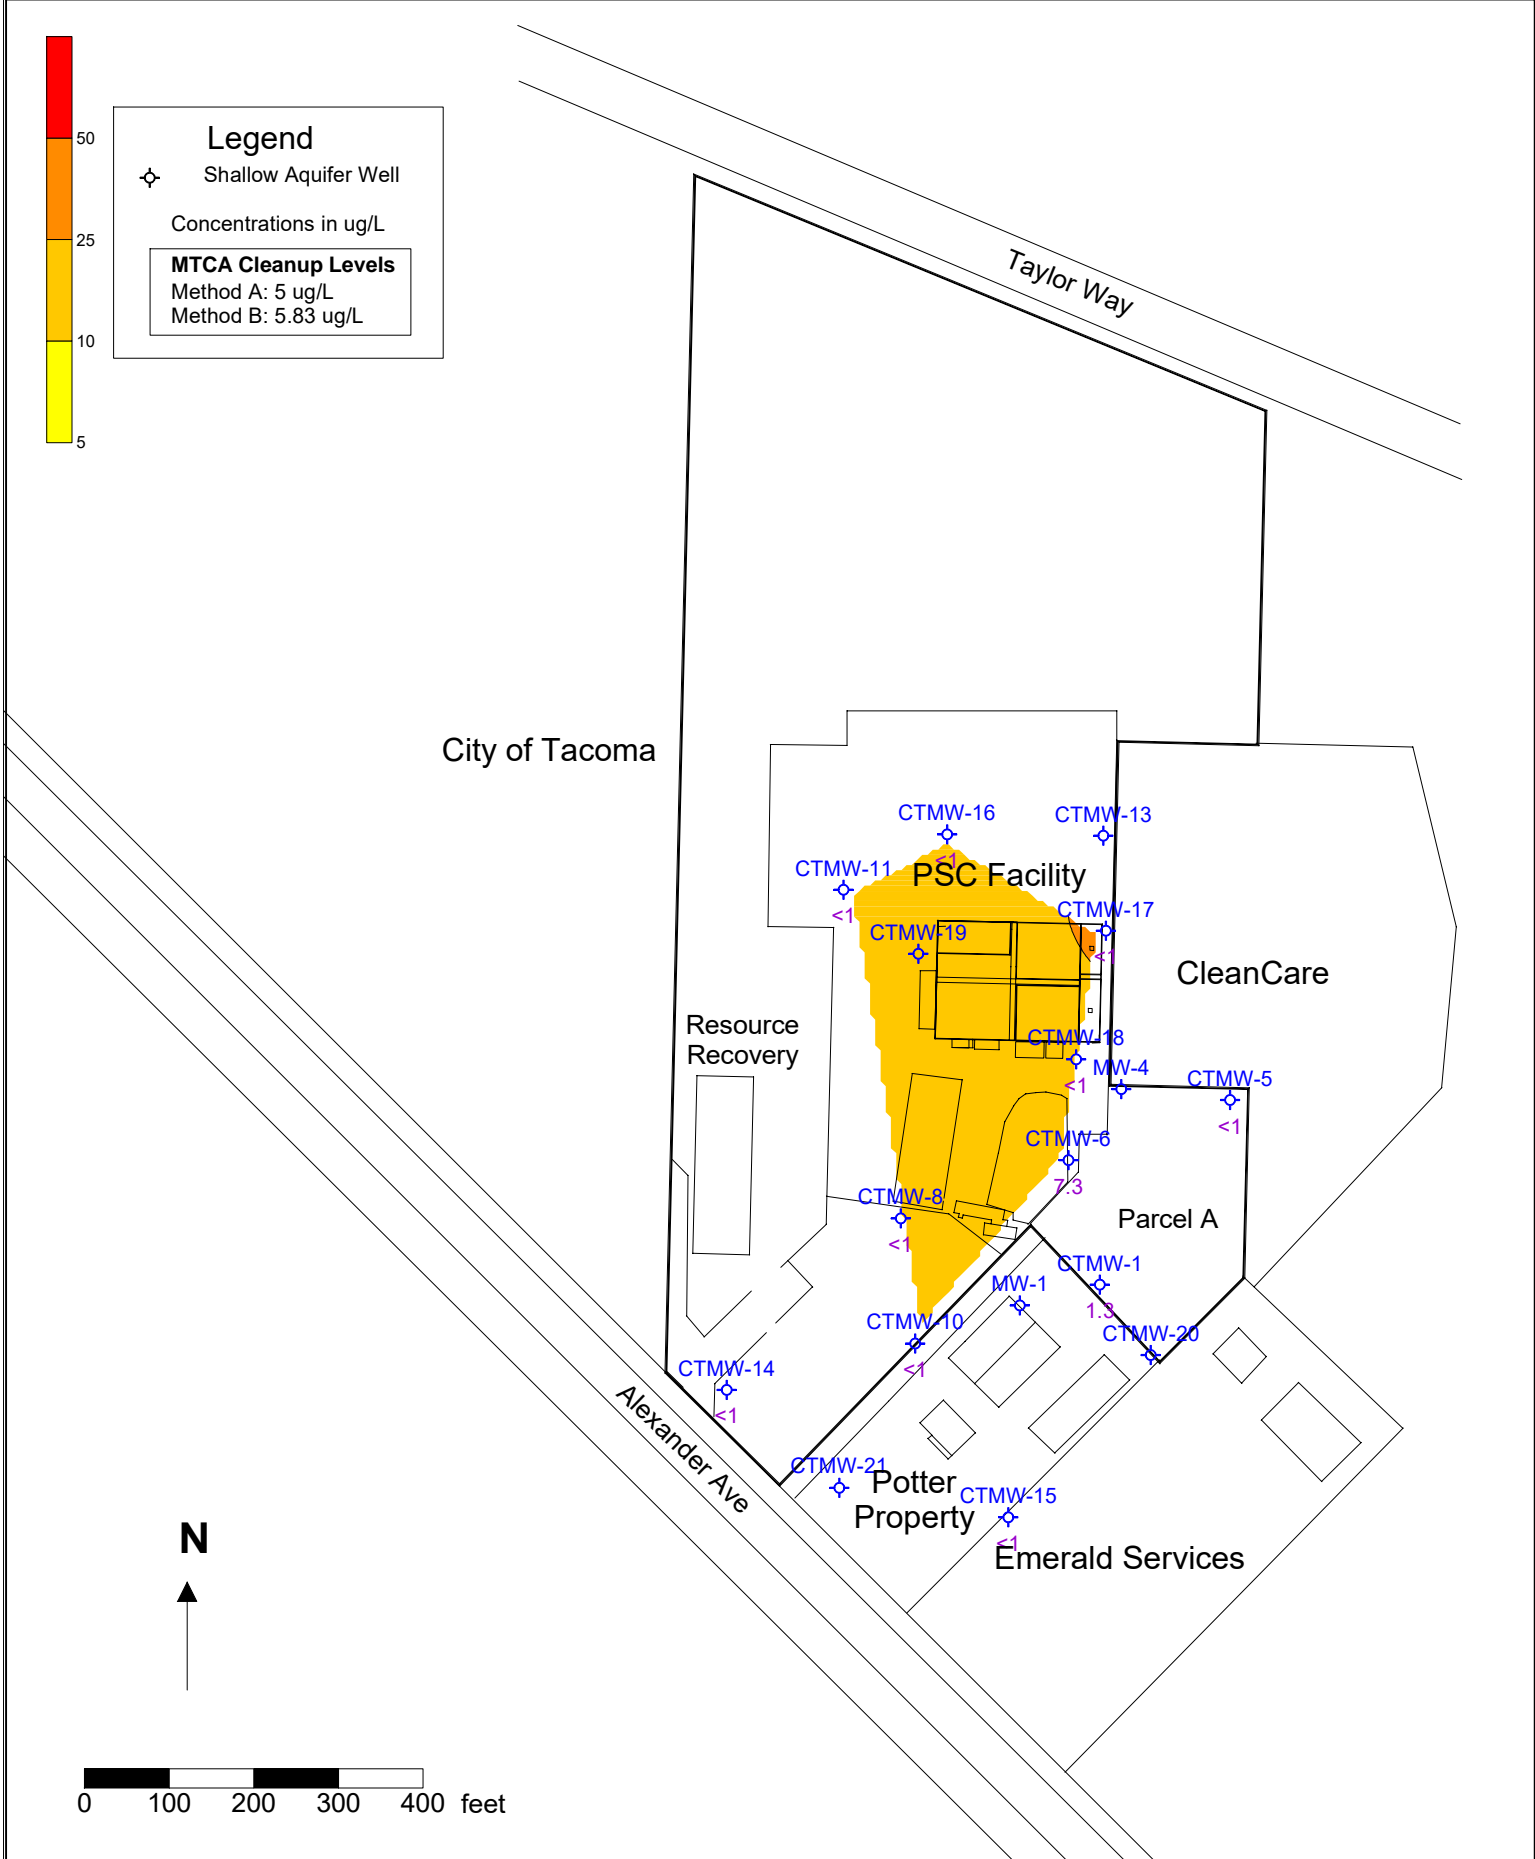 50
25
10
5
Legend
Shallow Aquifer Well
Concentrations in ug/L
MTCA Cleanup Levels
Method A: 5 ug/L
Method B: 5.83 ug/L
Taylor Way
City of Tacoma
CTMW-16
<1
CTMW-13
CTMW-11
<1
PSC Facility
CTMW-17
<1
CTMW-19
CleanCare
Resource
Recovery
CTMW-18
<1
MW-4
CTMW-5
<1
CTMW-6
7.3
CTMW-8
<1
Parcel A
CTMW-1
1.3
MW-1
CTMW-10
<1
CTMW-20
CTMW-14
<1
Alexander Ave
CTMW-21
Potter
Property
CTMW-15
<1
Emerald Services
N
0 100 200 300 400 feet